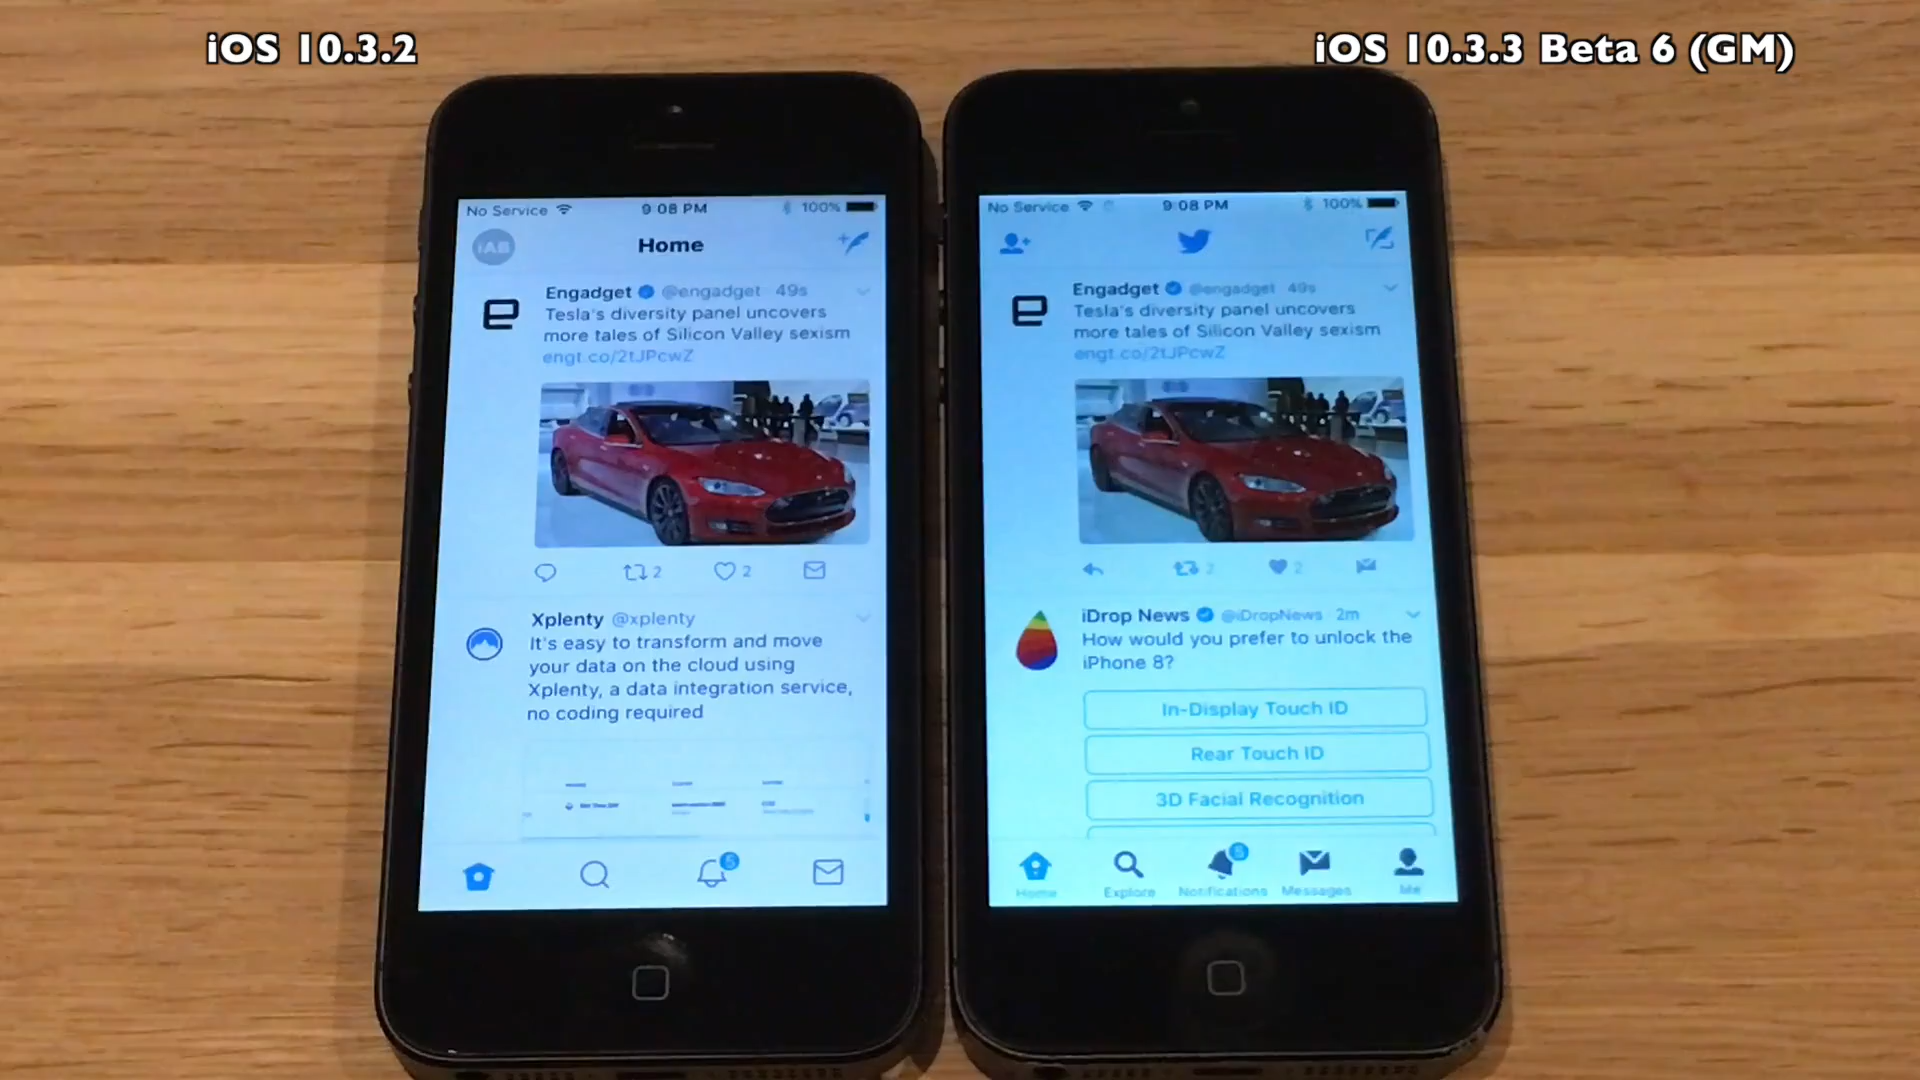 iOS 10.3.2
iOS 10.3.3 Beta 6 (GM)
No Service 9:08 PM 100%
iAB Home
Engadget @engadget 49s
Tesla's diversity panel uncovers
more tales of Silicon Valley sexism
engt.co/2tJPcwZ
2 2
Xplenty @xplenty
It's easy to transform and move
your data on the cloud using
Xplenty, a data integration service,
no coding required
5
No Service 9:08 PM 100%
Engadget @engadget 49s
Tesla's diversity panel uncovers
more tales of Silicon Valley sexism
engt.co/2tJPcwZ
2 2
iDrop News @iDropNews 2m
How would you prefer to unlock the
iPhone 8?
In-Display Touch ID
Rear Touch ID
3D Facial Recognition
5
Home Explore Notifications Messages Me